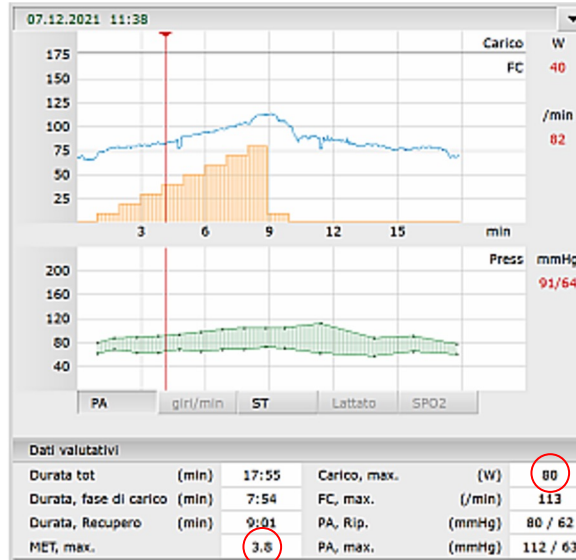 07.12.2021 11:38
Carico W
175
FC 40
150
125
/min
100
82
75
50
25
3 6 9 12 15 min
Press mmHg
200
91/64
160
120
80
40
PA giri/min ST Lattato SPO2
Dati valutativi
Durata tot (min) 17:55 Carico, max. (W) 80
Durata, fase di carico (min) 7:54 FC, max. (/min) 113
Durata, Recupero (min) 9:01 PA, Rip. (mmHg) 80 / 62
MET, max. 3.8 PA, max. (mmHg) 112 / 63